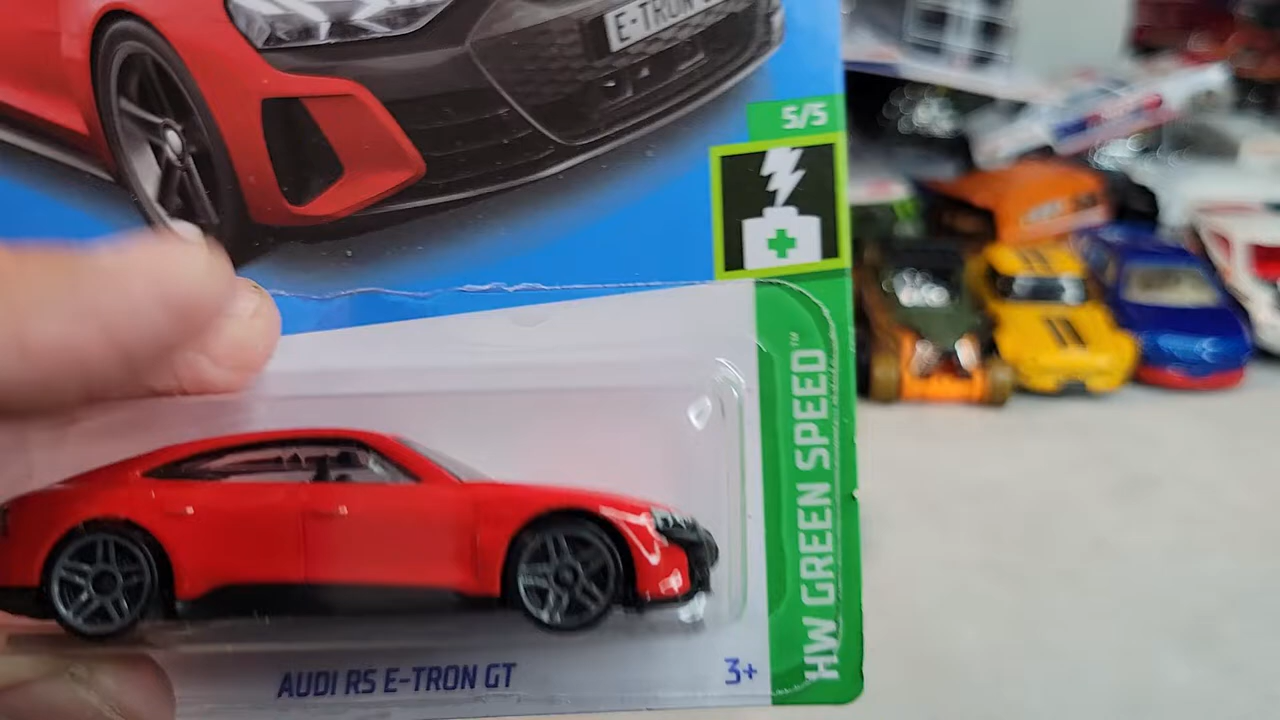 E-TRON
5/5
HW GREEN SPEED™
AUDI RS E-TRON GT
3+